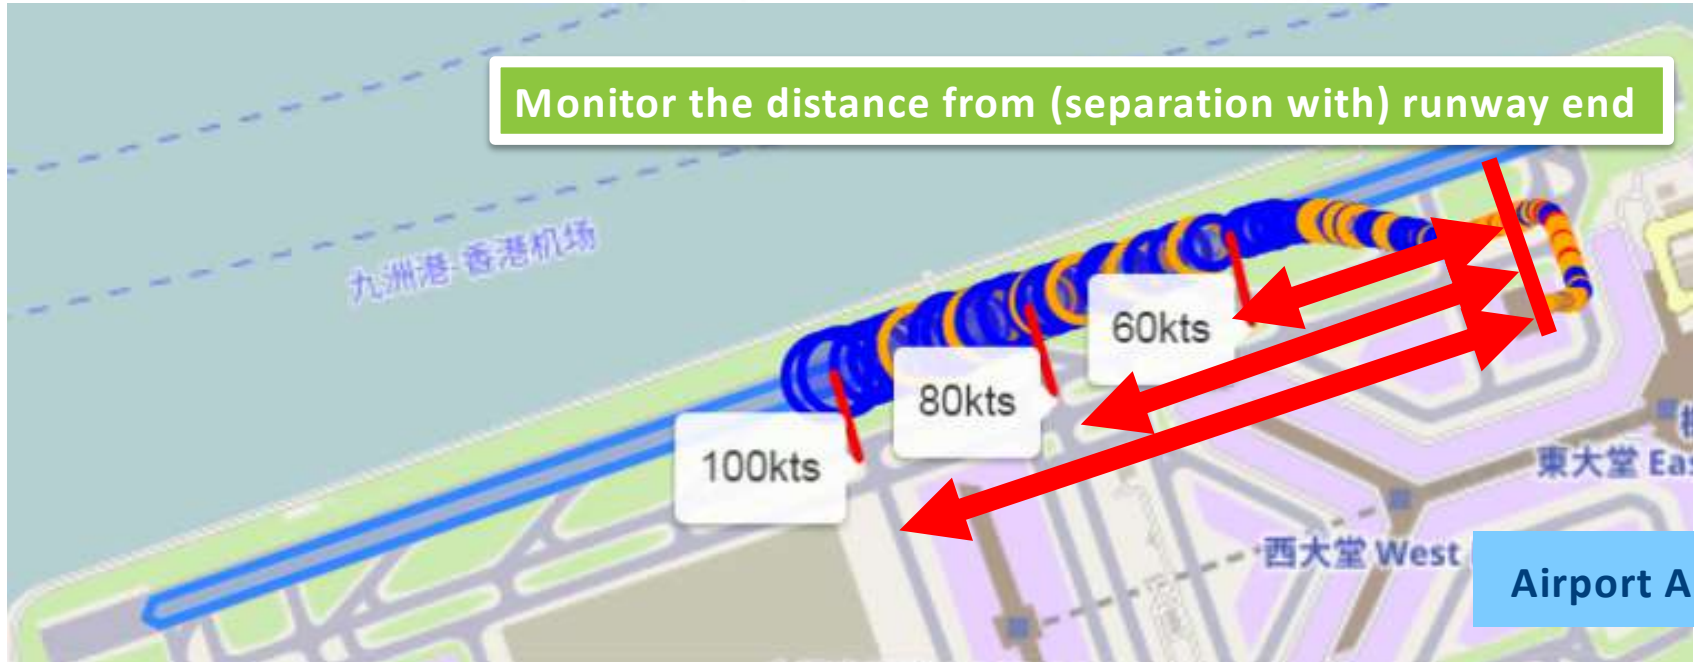 Monitor the distance from (separation with) runway end
九洲港-香港机场
60kts
80kts
100kts
東大堂 Eas
西大堂 West
Airport A